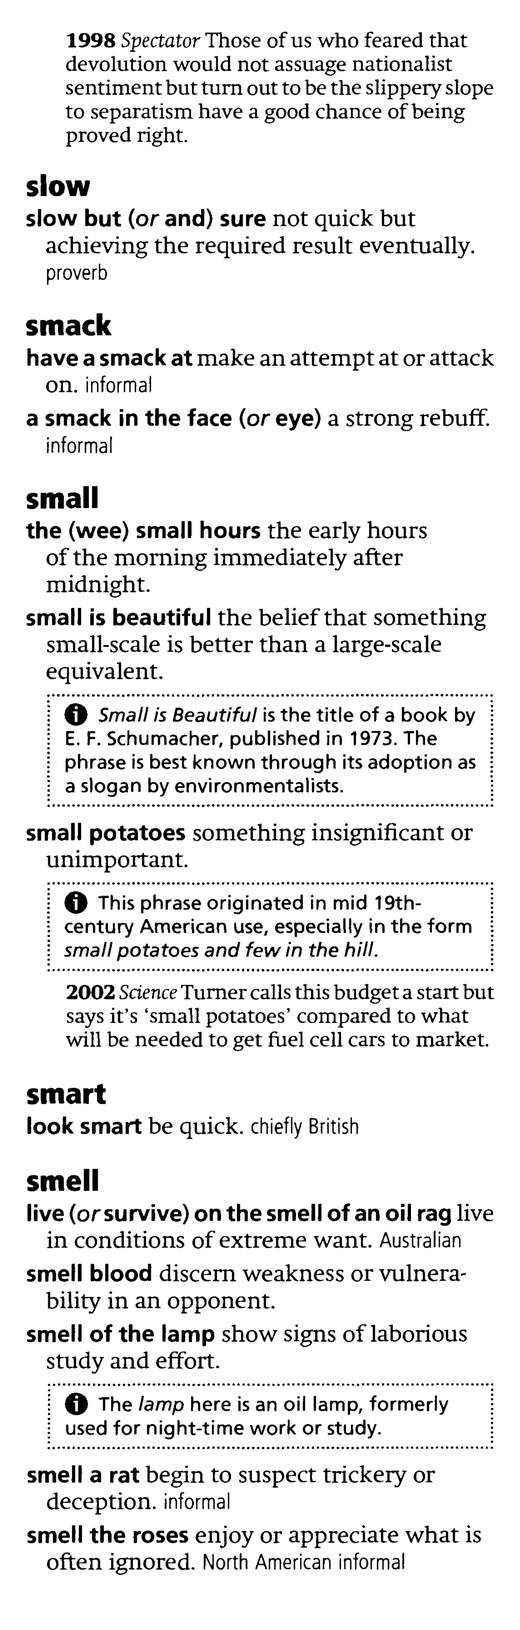 1998 Spectator Those of us who feared that
devolution would not assuage nationalist
sentiment but turn out to be the slippery slope
to separatism have a good chance of being
proved right.
slow
slow but (or and) sure not quick but
achieving the required result eventually.
proverb
smack
have a smack at make an attempt at or attack
on. informal
a smack in the face (or eye) a strong rebuff.
informal
small
the (wee) small hours the early hours
of the morning immediately after
midnight.
small is beautiful the belief that something
small-scale is better than a large-scale
equivalent.
Small is Beautiful is the title of a book by
E. F. Schumacher, published in 1973. The
phrase is best known through its adoption as
a slogan by environmentalists.
small potatoes something insignificant or
unimportant.
This phrase originated in mid 19th-
century American use, especially in the form
small potatoes and few in the hill.
2002 Science Turner calls this budget a start but
says it's ‘small potatoes’ compared to what
will be needed to get fuel cell cars to market.
smart
look smart be quick. chiefly British
smell
live (or survive) on the smell of an oil rag live
in conditions of extreme want. Australian
smell blood discern weakness or vulnera-
bility in an opponent.
smell of the lamp show signs of laborious
study and effort.
The lamp here is an oil lamp, formerly
used for night-time work or study.
smell a rat begin to suspect trickery or
deception. informal
smell the roses enjoy or appreciate what is
often ignored. North American informal